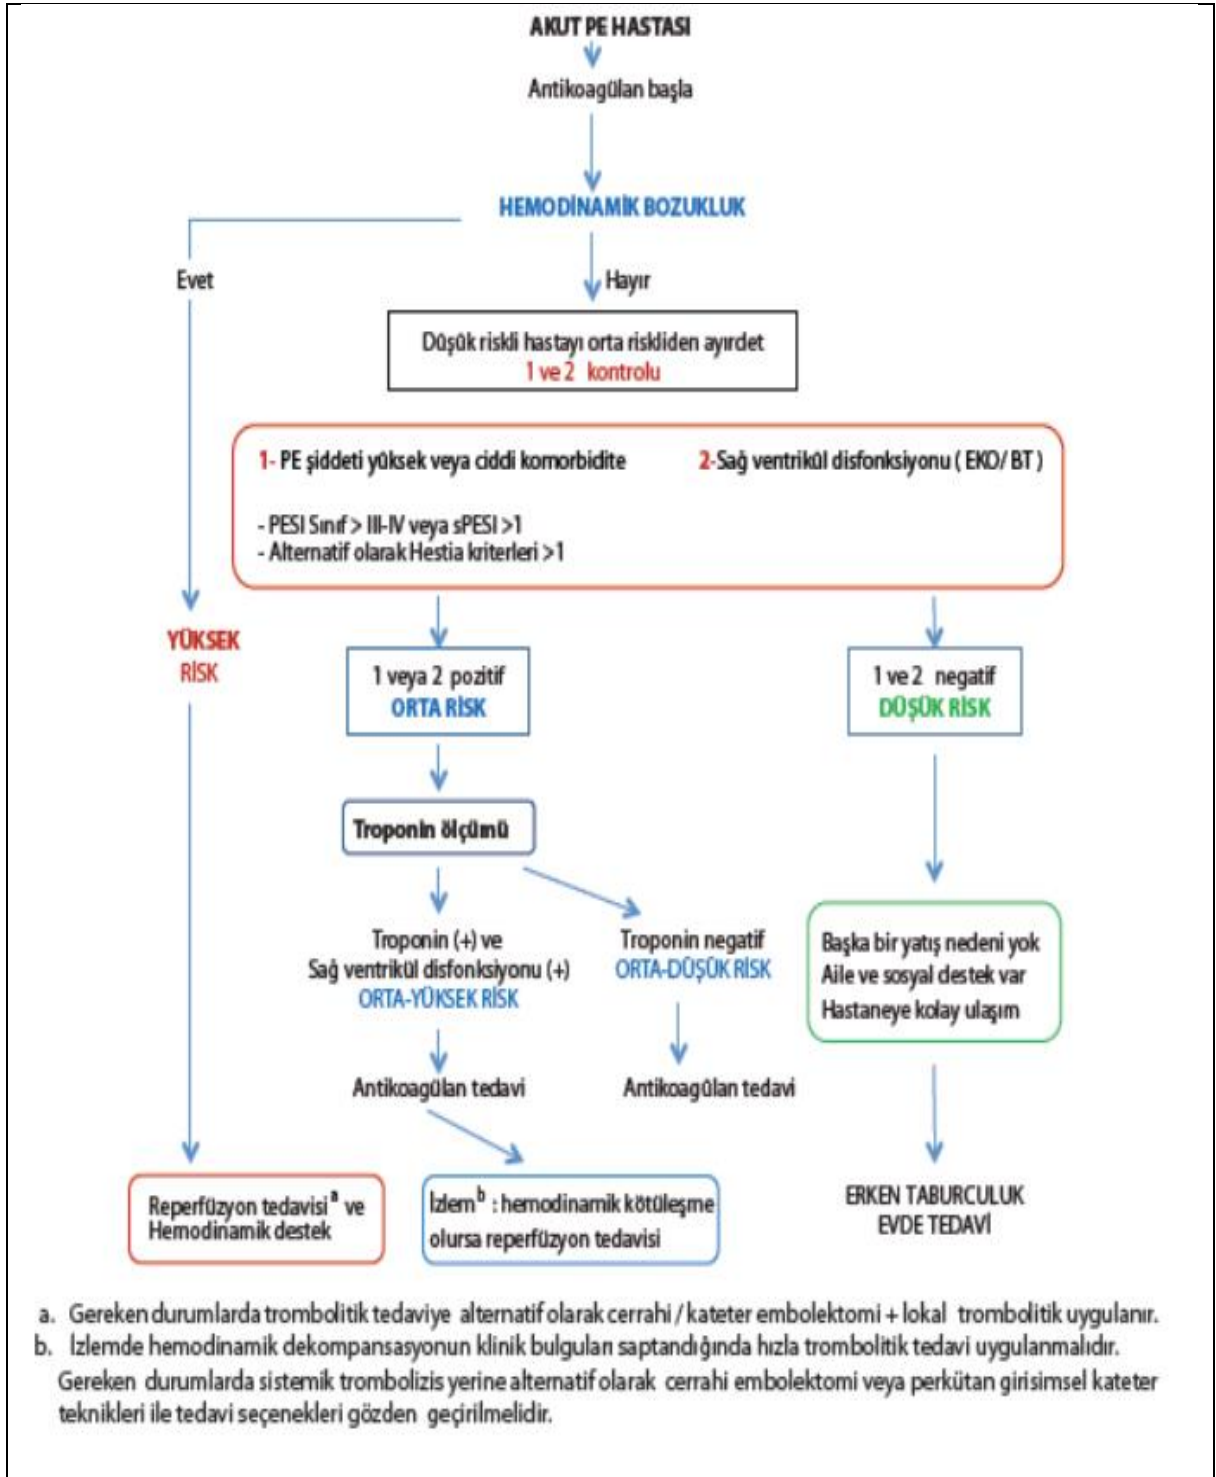 AKUT PE HASTASI
Antikoagülan başla
HEMODİNAMİK BOZUKLUK
Evet
Hayır
Düşük riskli hastayı orta riskliden ayırdet
1 ve 2 kontrolu
1- PE şiddeti yüksek veya ciddi komorbidite
2-Sağ ventrikül disfonksiyonu ( EKO/ BT )
- PESI Sınıf > III-IV veya sPESI >1
- Alternatif olarak Hestia kriterleri >1
YÜKSEK
RİSK
1 veya 2 pozitif
ORTA RİSK
1 ve 2 negatif
DÜŞÜK RİSK
Troponin ölçümü
Troponin (+) ve
Sağ ventrikül disfonksiyonu (+)
ORTA-YÜKSEK RİSK
Troponin negatif
ORTA-DÜŞÜK RİSK
Başka bir yatış nedeni yok
Aile ve sosyal destek var
Hastaneye kolay ulaşım
Antikoagülan tedavi
Antikoagülan tedavi
Reperfüzyon tedavisi a ve
Hemodinamik destek
İzlem b : hemodinamik kötüleşme
olursa reperfüzyon tedavisi
ERKEN TABURCULUK
EVDE TEDAVİ
a. Gereken durumlarda trombolitik tedaviye alternatif olarak cerrahi / kateter embolektomi + lokal trombolitik uygulanır.
b. İzlemde hemodinamik dekompansasyonun klinik bulguları saptandığında hızla trombolitik tedavi uygulanmalıdır.
Gereken durumlarda sistemik trombolizis yerine alternatif olarak cerrahi embolektomi veya perkütan girisimsel kateter
teknikleri ile tedavi seçenekleri gözden geçirilmelidir.